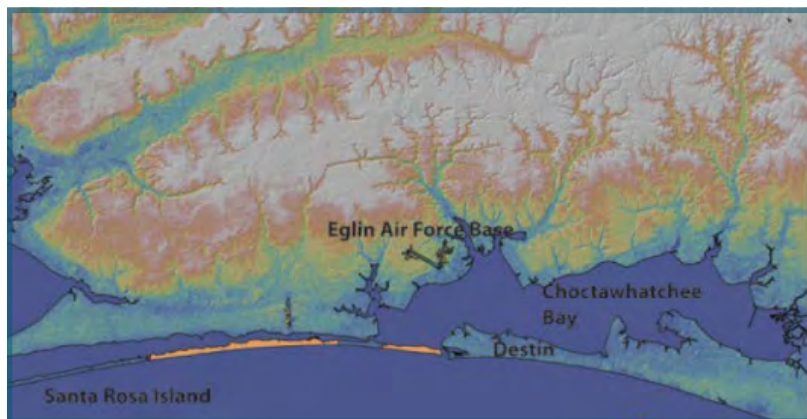 Eglin Air Force Base
Choctawhatchee
Bay
Destin
Santa Rosa Island